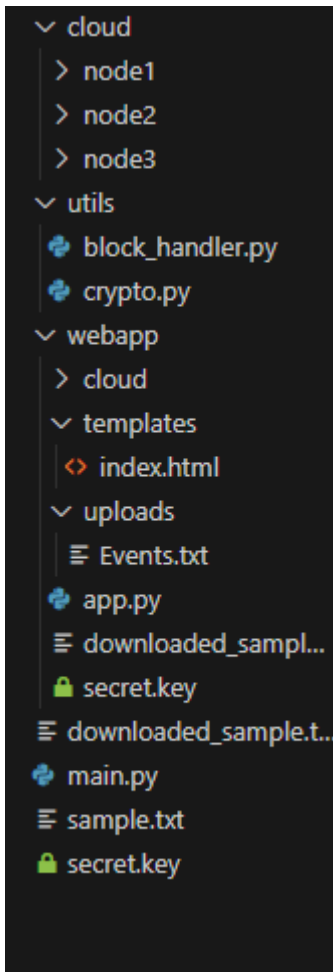 cloud
node1
node2
node3
utils
block_handler.py
crypto.py
webapp
cloud
templates
index.html
uploads
Events.txt
app.py
downloaded_sampl...
secret.key
downloaded_sample.t...
main.py
sample.txt
secret.key